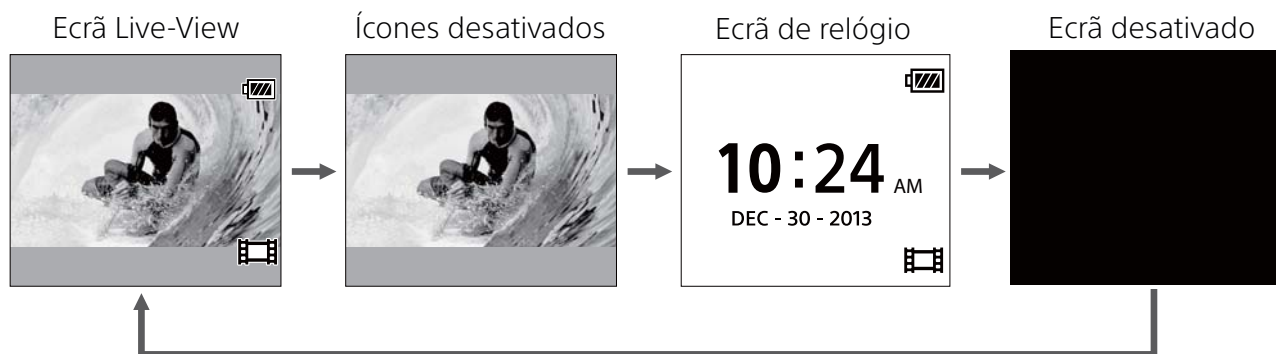 Ecrã Live-View
Ícones desativados
Ecrã de relógio
Ecrã desativado
10:24 AM
DEC - 30 - 2013